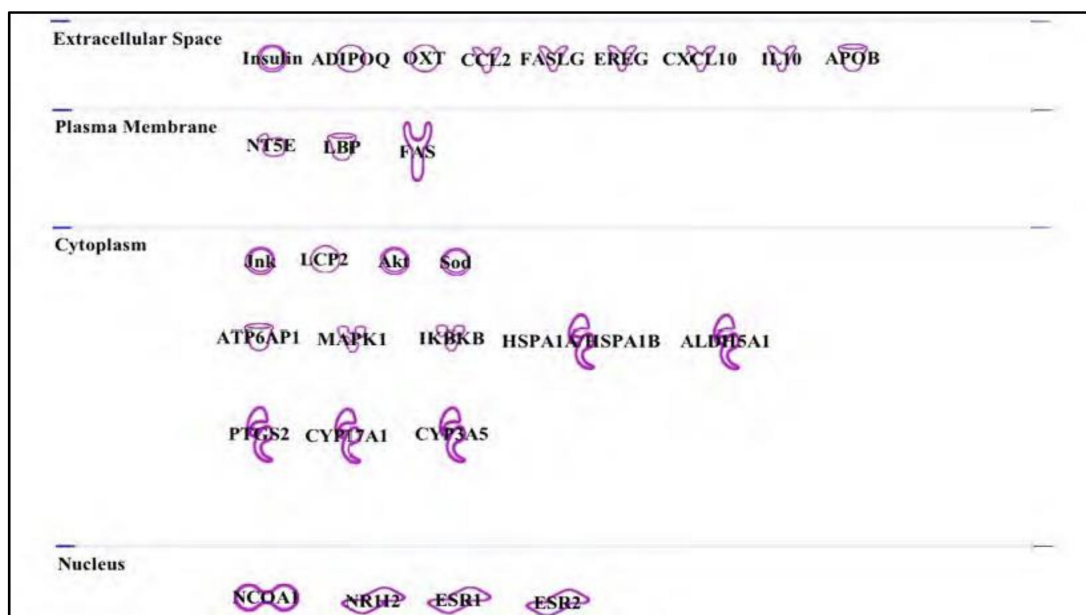 Extracellular Space
Insulin ADIPOQ OXT CCL2 FASLG EREG CXCL10 IL10 APOB
Plasma Membrane
NT5E LBP FAS
Cytoplasm
Jnk LCP2 Akt Sod
ATP6AP1 MAPK1 IKBKB HSPA1A/HSPA1B ALDH5A1
PTGS2 CYP17A1 CYP3A5
Nucleus
NCOA1 NR1I2 ESR1 ESR2